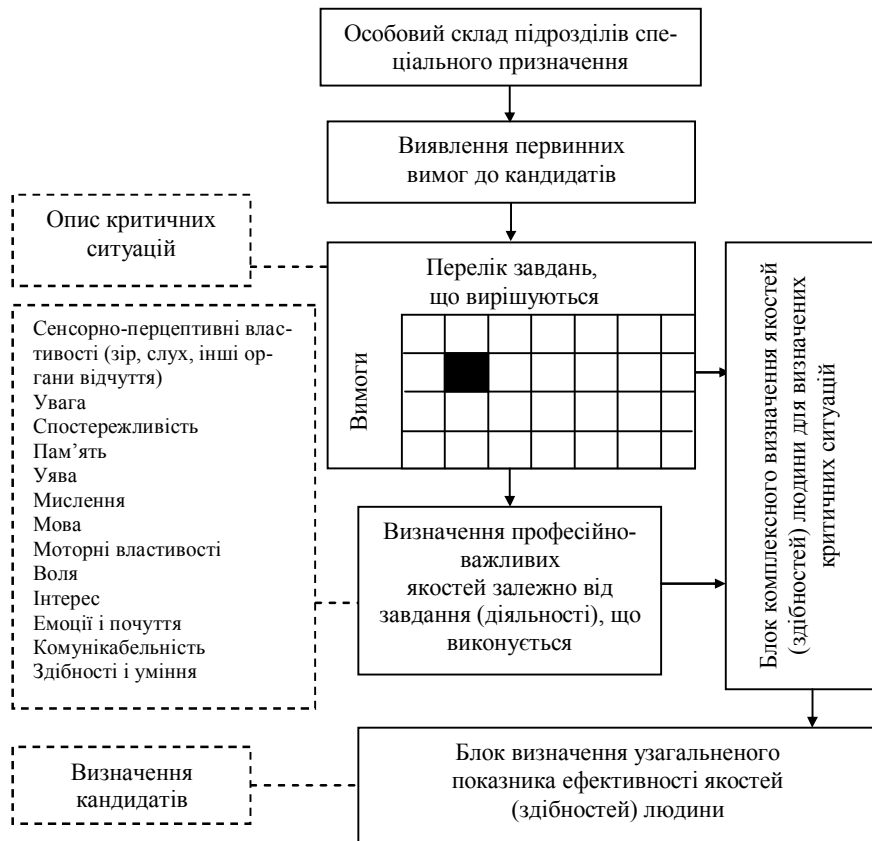 Особовий склад підрозділів спе-
ціального призначення
Виявлення первинних
вимог до кандидатів
Опис критичних
ситуацій
Перелік завдань,
що вирішуються
Вимоги
Сенсорно-перцептивні влас-
тивості (зір, слух, інші ор-
гани відчуття)
Увага
Спостережливість
Пам’ять
Уява
Мислення
Мова
Моторні властивості
Воля
Інтерес
Емоції і почуття
Комунікабельність
Здібності і уміння
Визначення професійно-
важливих
якостей залежно від
завдання (діяльності), що
виконується
Блок комплексного визначення якостей
(здібностей) людини для визначених
критичних ситуацій
Визначення
кандидатів
Блок визначення узагальненого
показника ефективності якостей
(здібностей) людини